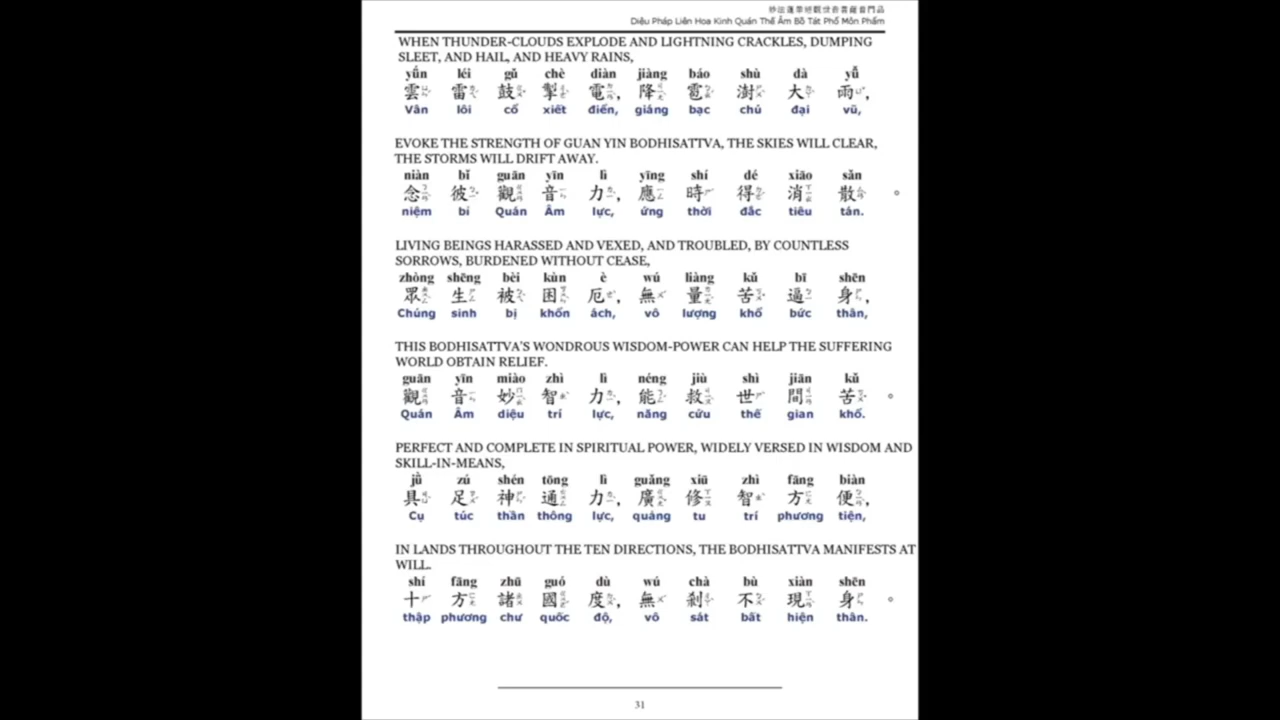 妙法蓮華經觀世音菩薩普門品
Diệu Pháp Liên Hoa Kinh Quán Thế Âm Bồ Tát Phổ Môn Phẩm
WHEN THUNDER-CLOUDS EXPLODE AND LIGHTNING CRACKLES, DUMPING
SLEET, AND HAIL, AND HEAVY RAINS,
yǘn léi gǔ chè diàn jiàng báo shù dà yǚ
雲雷鼓掣電，降雹澍大雨，
Vân lôi cổ xiết điển, giáng bạc chú đại vũ,
EVOKE THE STRENGTH OF GUAN YIN BODHISATTVA, THE SKIES WILL CLEAR,
THE STORMS WILL DRIFT AWAY.
niàn bǐ guān yīn lì yīng shí dé xiāo sǎn
念彼觀音力，應時得消散。
niệm bỉ Quán Âm lực, ứng thời đắc tiêu tán.
LIVING BEINGS HARASSED AND VEXED, AND TROUBLED, BY COUNTLESS
SORROWS, BURDENED WITHOUT CEASE,
zhòng shēng bèi kùn è wú liàng kǔ bī shēn
眾生被困厄，無量苦逼身，
Chúng sinh bị khổn ách, vô lượng khổ bức thân,
THIS BODHISATTVA'S WONDROUS WISDOM-POWER CAN HELP THE SUFFERING
WORLD OBTAIN RELIEF.
guān yīn miào zhì lì néng jiù shì jiān kǔ
觀音妙智力，能救世間苦。
Quán Âm diệu trí lực, năng cứu thế gian khổ.
PERFECT AND COMPLETE IN SPIRITUAL POWER, WIDELY VERSED IN WISDOM AND
SKILL-IN-MEANS,
jǜ zú shén tōng lì guǎng xiū zhì fāng biàn
具足神通力，廣修智方便，
Cụ túc thần thông lực, quảng tu trí phương tiện,
IN LANDS THROUGHOUT THE TEN DIRECTIONS, THE BODHISATTVA MANIFESTS AT
WILL.
shí fāng zhū guó dù wú chà bù xiàn shēn
十方諸國度，無剎不現身。
thập phương chư quốc độ, vô sát bất hiện thân.
31